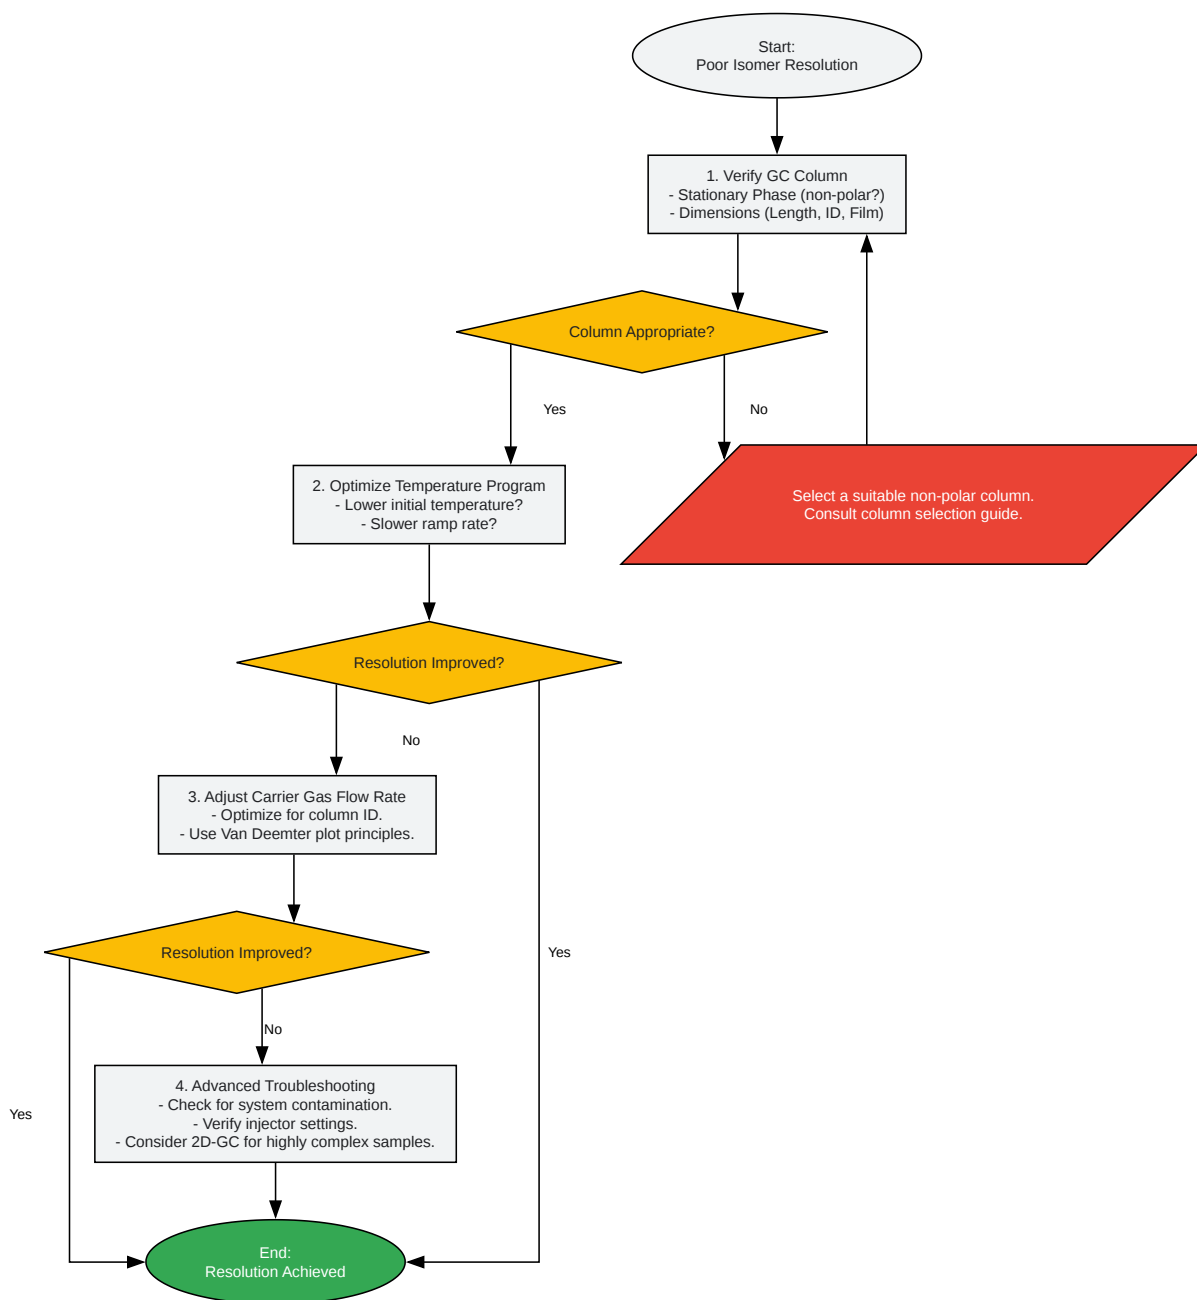 Start:
Poor Isomer Resolution
1. Verify GC Column
- Stationary Phase (non-polar?)
- Dimensions (Length, ID, Film)
Column Appropriate?
Yes
No
2. Optimize Temperature Program
- Lower initial temperature?
- Slower ramp rate?
Select a suitable non-polar column.
Consult column selection guide.
Resolution Improved?
No
3. Adjust Carrier Gas Flow Rate
- Optimize for column ID.
- Use Van Deemter plot principles.
Resolution Improved?
Yes
No
4. Advanced Troubleshooting
- Check for system contamination.
- Verify injector settings.
- Consider 2D-GC for highly complex samples.
Yes
End:
Resolution Achieved